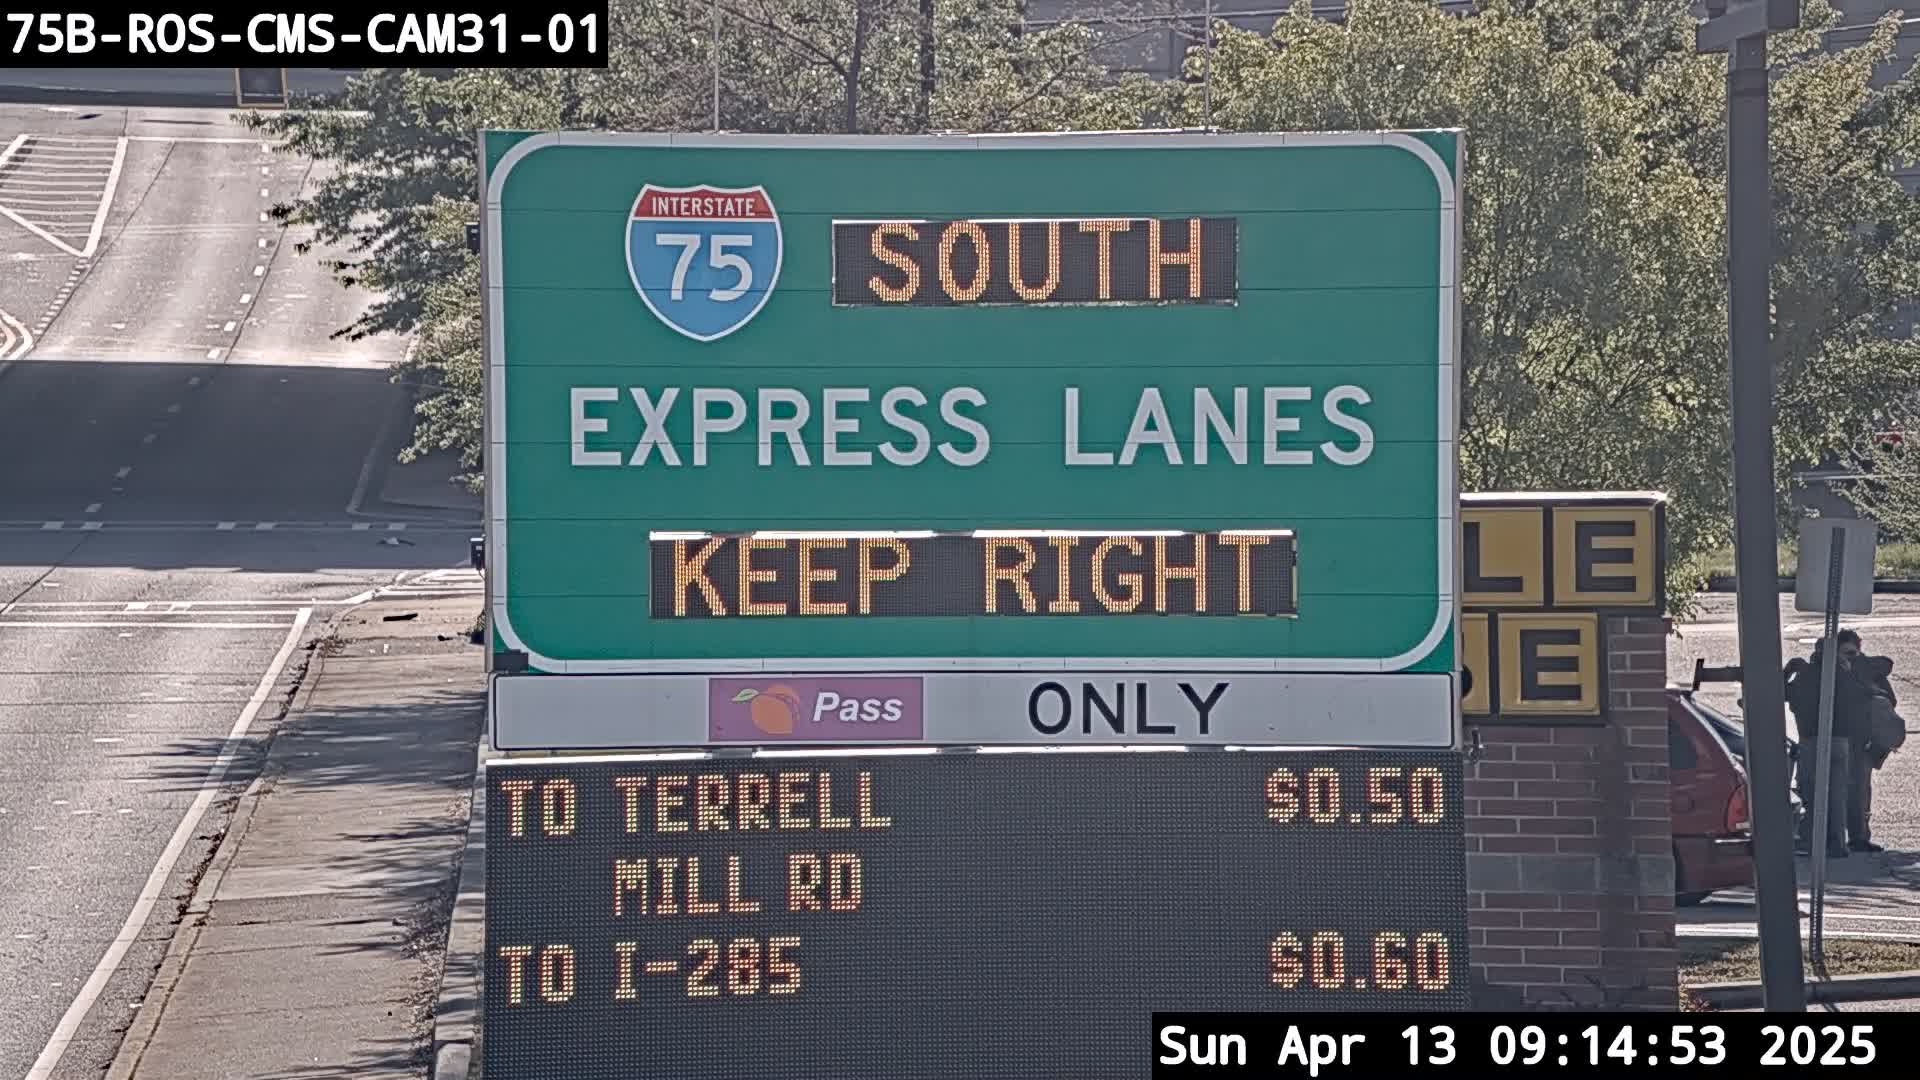 75B-ROS-CMS-CAM31-01
INTERSTATE
75
SOUTH
EXPRESS LANES
KEEP RIGHT
Pass ONLY
TO TERRELL $0.50
MILL RD
TO I-285 $0.60
LE
E
Sun Apr 13 09:14:53 2025